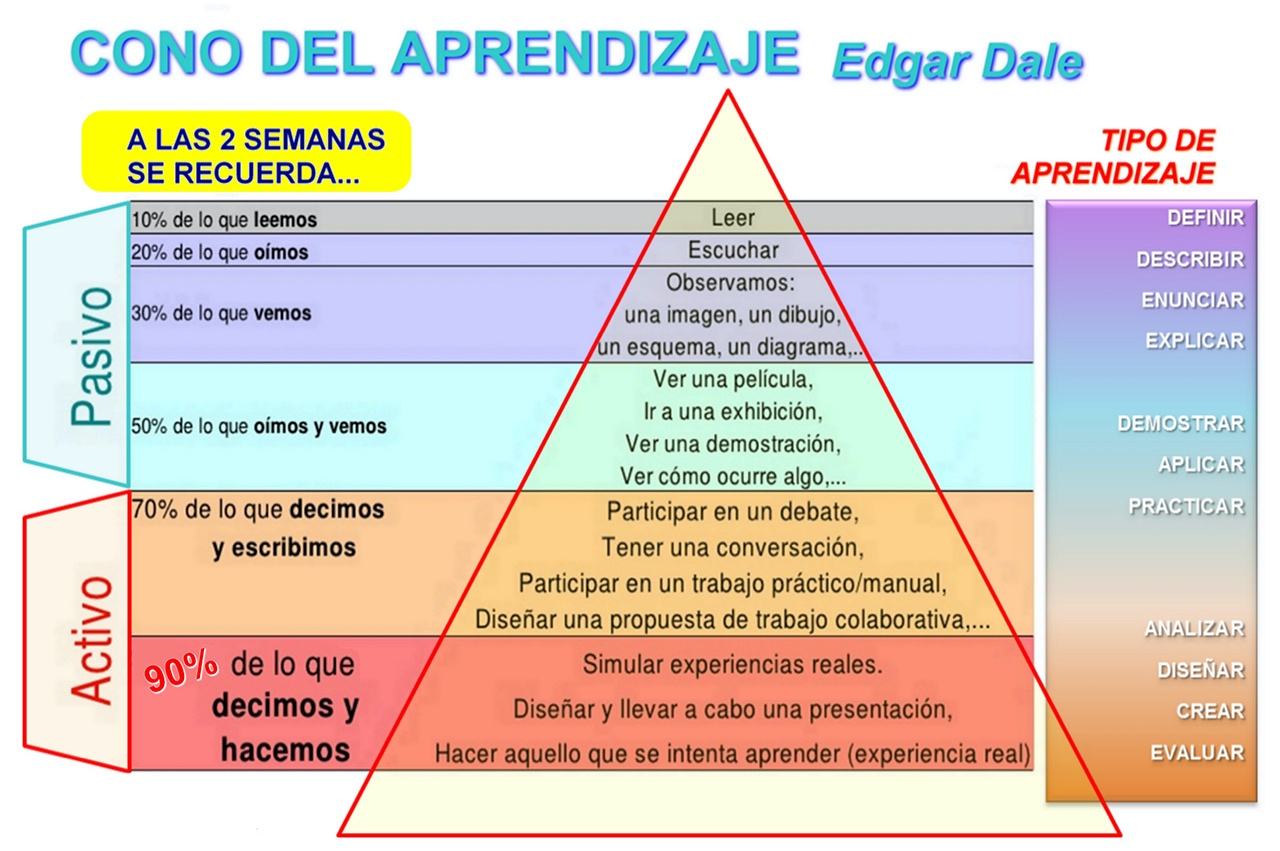 CONO DEL APRENDIZAJE Edgar Dale
A LAS 2 SEMANAS
SE RECUERDA...
TIPO DE
APRENDIZAJE
Pasivo
10% de lo que leemos
Leer
20% de lo que oímos
Escuchar
30% de lo que vemos
Observamos:
una imagen, un dibujo,
un esquema, un diagrama,..
50% de lo que oímos y vemos
Ver una película,
Ir a una exhibición,
Ver una demostración,
Ver cómo ocurre algo,...
Activo
70% de lo que decimos
y escribimos
Participar en un debate,
Tener una conversación,
Participar en un trabajo práctico/manual,
Diseñar una propuesta de trabajo colaborativa,...
90% de lo que
decimos y
hacemos
Simular experiencias reales.
Diseñar y llevar a cabo una presentación,
Hacer aquello que se intenta aprender (experiencia real)
DEFINIR
DESCRIBIR
ENUNCIAR
EXPLICAR
DEMOSTRAR
APLICAR
PRACTICAR
ANALIZAR
DISEÑAR
CREAR
EVALUAR